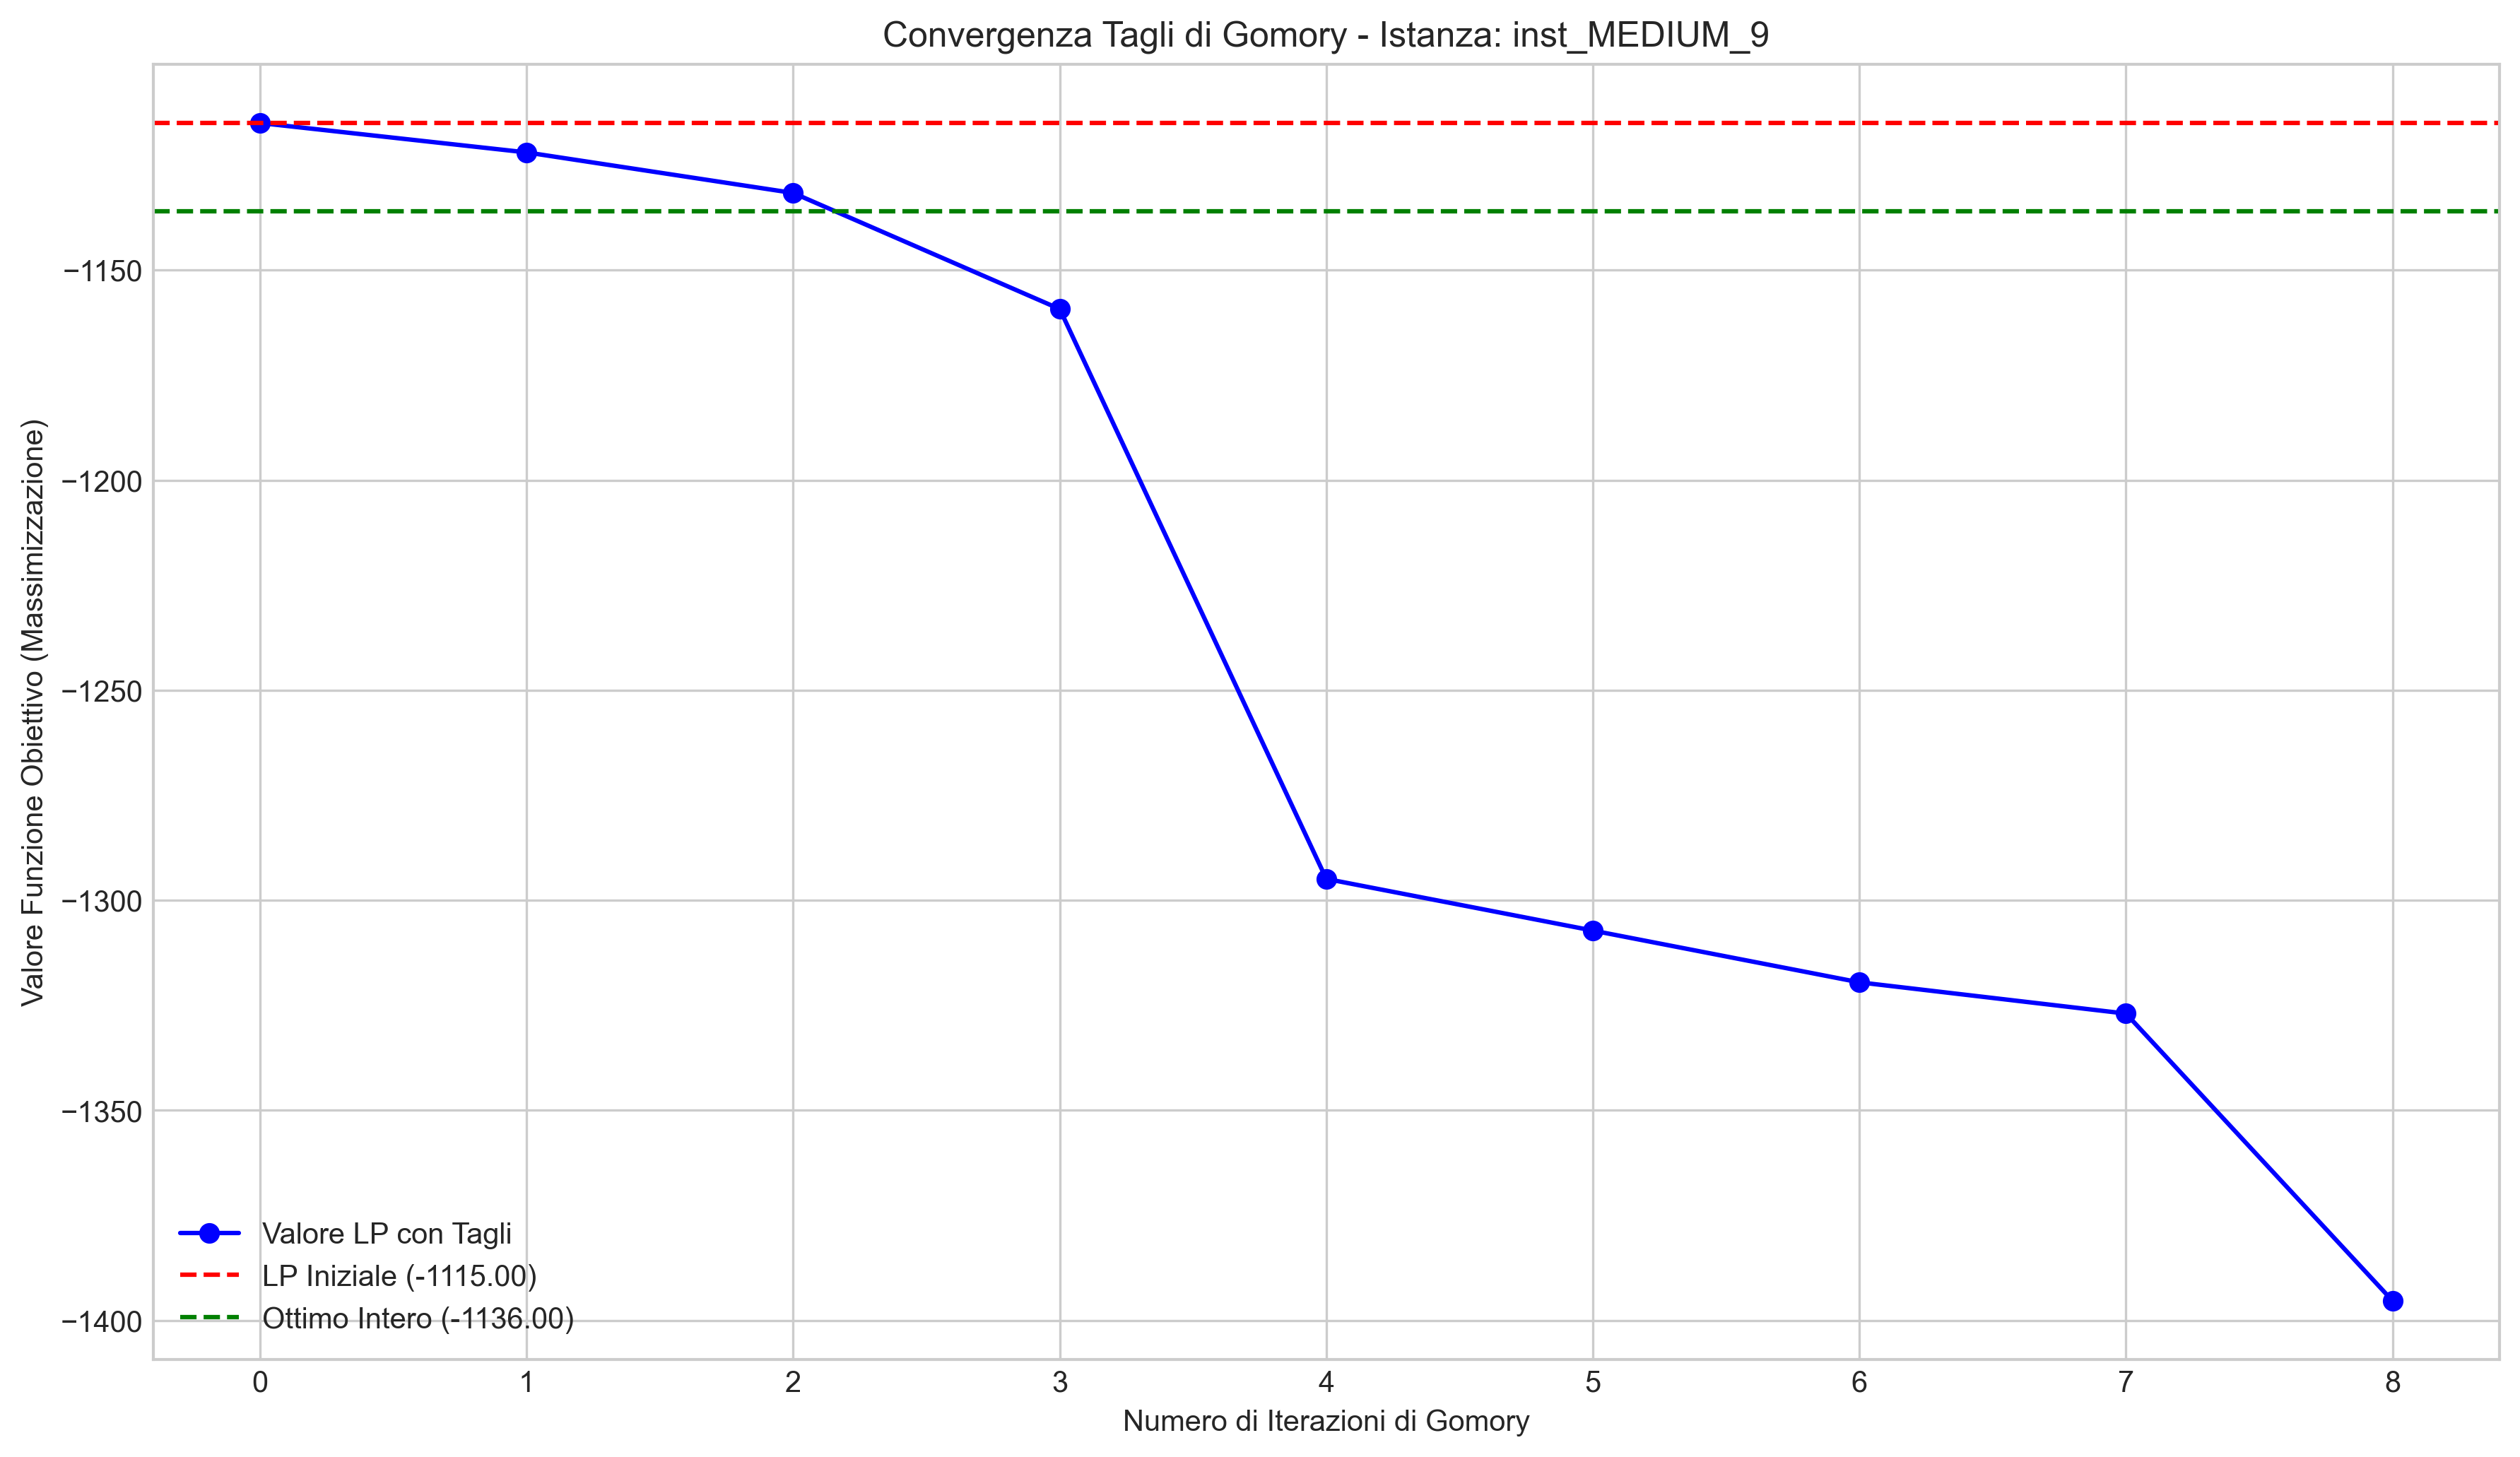 Convergenza Tagli di Gomory - Istanza: inst_MEDIUM_9
Valore Funzione Obiettivo (Massimizzazione)
−1150
−1200
−1250
−1300
−1350
−1400
Valore LP con Tagli
LP Iniziale (-1115.00)
Ottimo Intero (-1136.00)
0 1 2 3 4 5 6 7 8
Numero di Iterazioni di Gomory